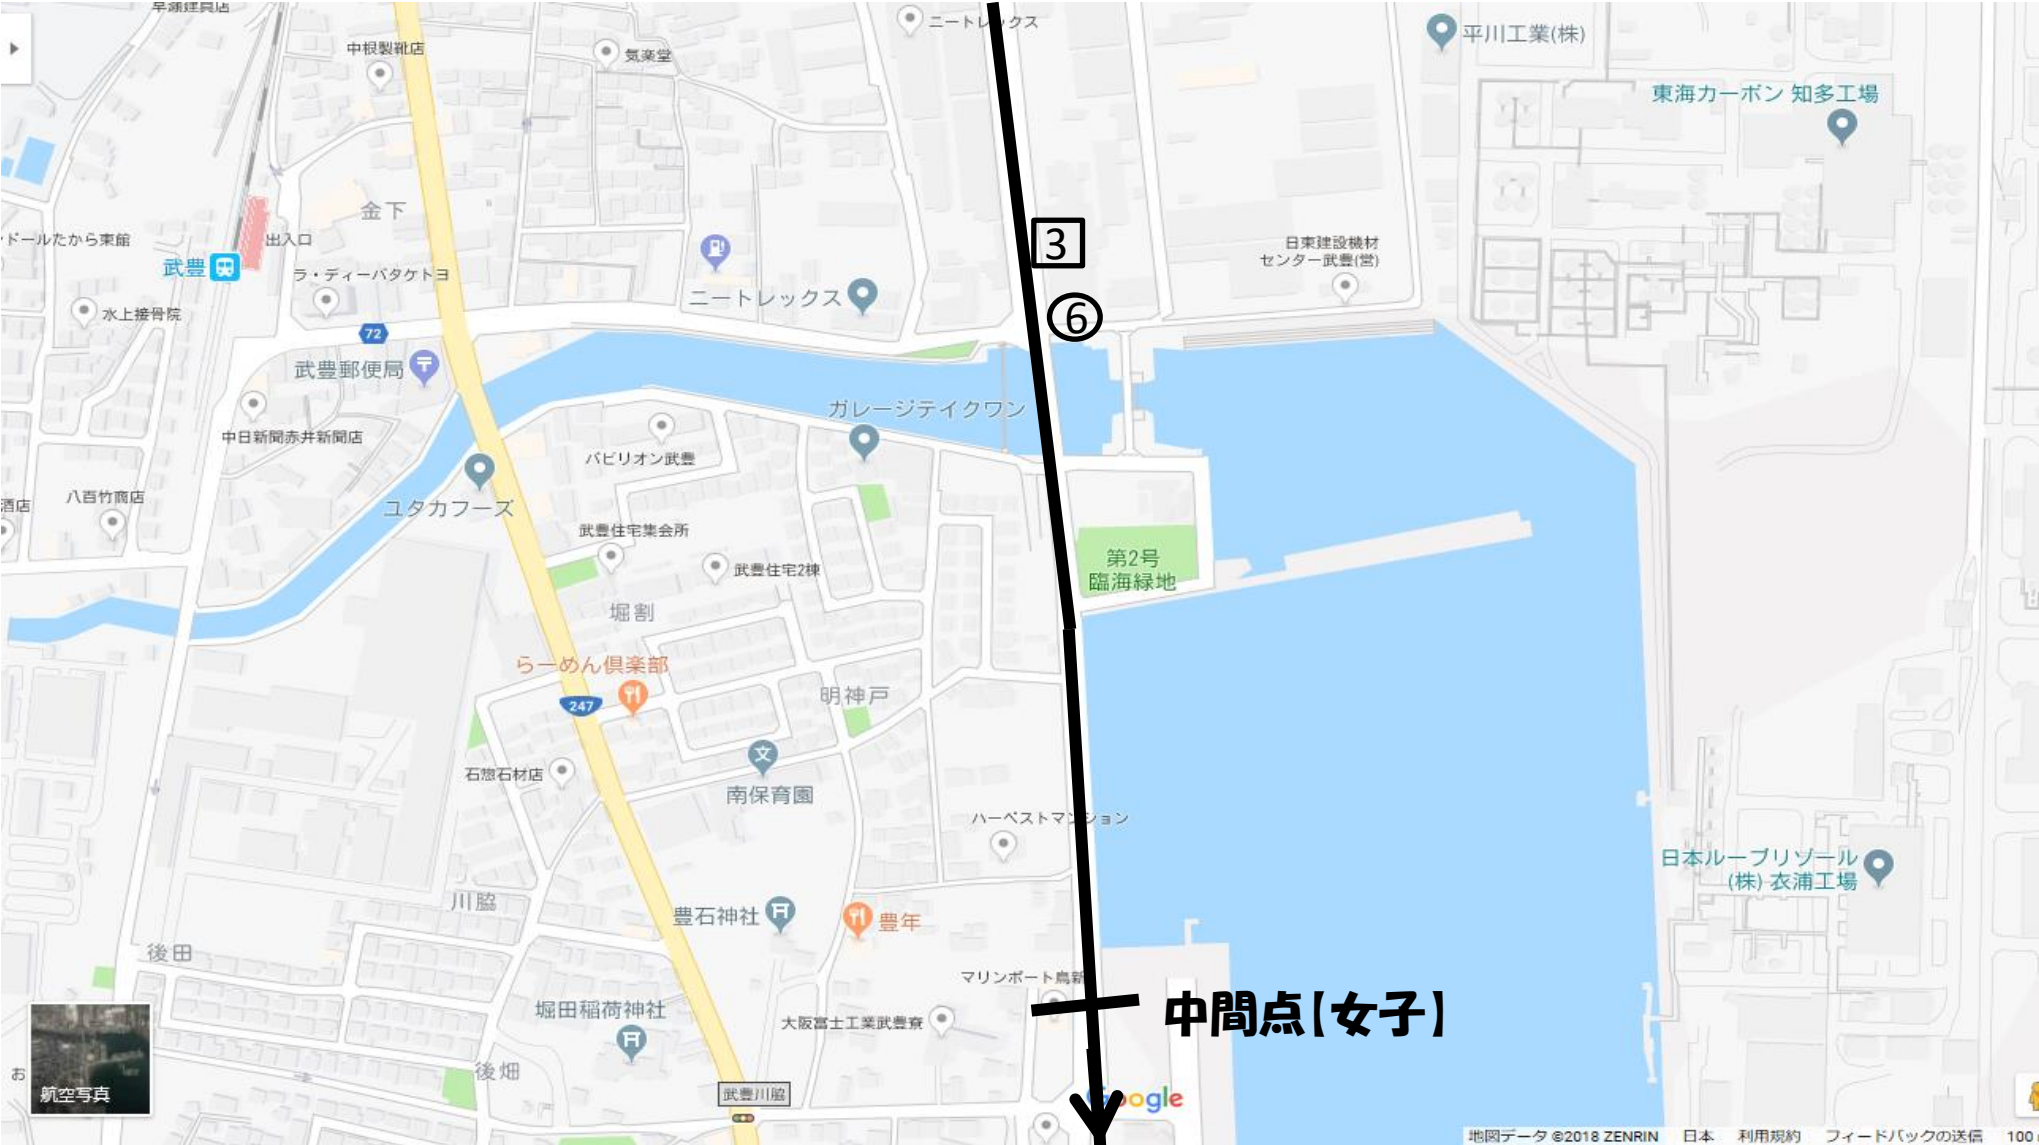 早瀬建具店
中根製靴店
気楽堂
ニートレックス
平川工業(株)
東海カーボン 知多工場
金下
出入口
ドールたから東館
武豊
ラ・ディーバタケトヨ
水上接骨院
72
武豊郵便局
中日新聞赤井新聞店
ニートレックス
3
6
日東建設機材
センター武豊(営)
ガレージテイクワン
パビリオン武豊
八百竹商店
酒店
ユタカフーズ
武豊住宅集会所
武豊住宅2棟
第2号
臨海緑地
堀割
らーめん倶楽部
247
明神戸
石惣石材店
文
南保育園
ハーベストマンション
日本ルーブリゾール
(株) 衣浦工場
川脇
豊石神社
豊年
後田
マリンポート鳥新
堀田稲荷神社
大阪富士工業武豊寮
中間点【女子】
後畑
お
航空写真
武豊川脇
Google
地図データ ©2018 ZENRIN 日本 利用規約 フィードバックの送信 100